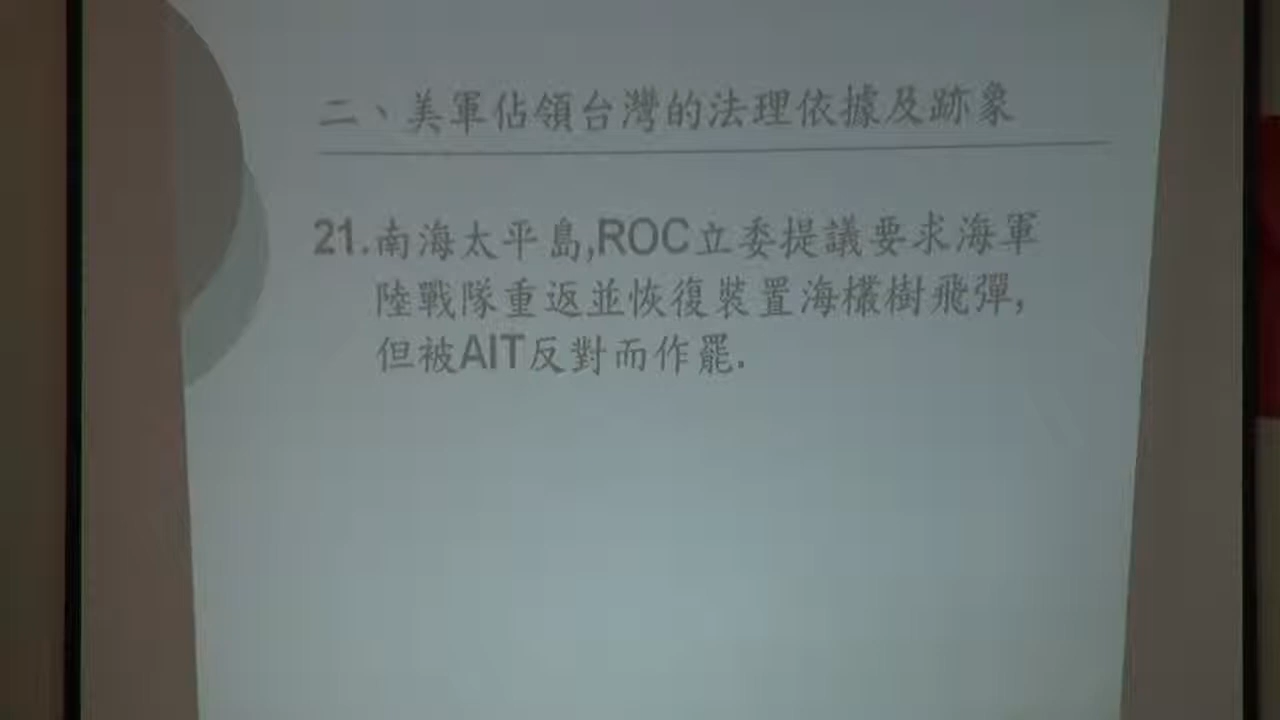 二、美軍佔領台灣的法理依據及跡象
21.南海太平島,ROC立委提議要求海軍
陸戰隊重返並恢復裝置海欉樹飛彈,
但被AIT反對而作罷.